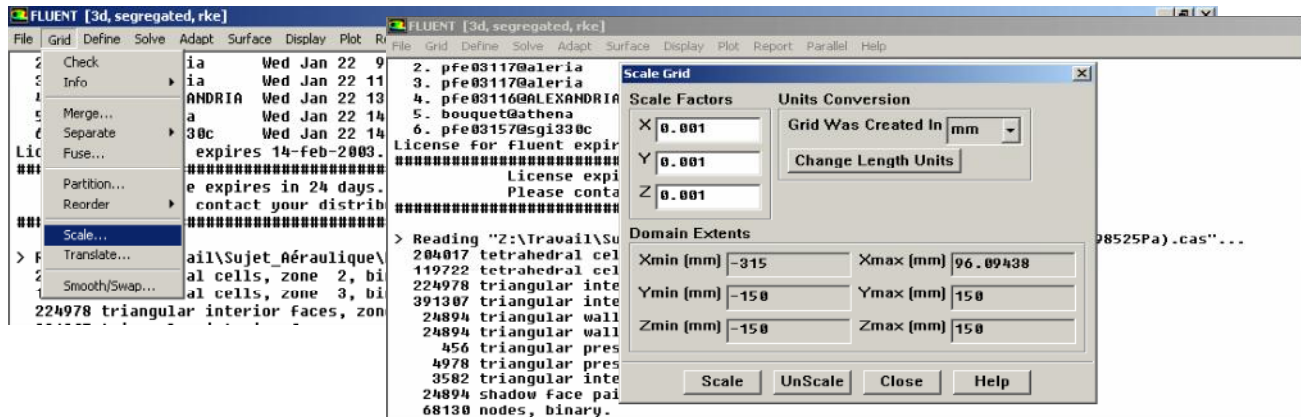 FLUENT [3d, segregated, rke]
File Grid Define Solve Adapt Surface Display Plot
Check
Info
Merge...
Separate
Fuse...
Partition...
Reorder
Scale...
Translate...
Smooth/Swap...
ia Wed Jan 22 9
ia Wed Jan 22 11
ANDRIA Wed Jan 22 13
a Wed Jan 22 14
30c Wed Jan 22 14
expires 14-feb-2003.
#########################
e expires in 24 days.
contact your distrib
#########################
ail\Sujet_Aéraulique\
al cells, zone 2, bi
al cells, zone 3, bi
224978 triangular interior faces, zon
FLUENT [3d, segregated, rke]
File Grid Define Solve Adapt Surface Display Plot Report Parallel Help
2. pfe03117@aleria
3. pfe03117@aleria
4. pfe03116@ALEXANDRIA
5. bouquet@athena
6. pfe03157@sgi330c
License for fluent expir
##############################
License expi
Please conta
##############################
> Reading "Z:\Travail\Su
98525Pa).cas"...
204017 tetrahedral cel
119722 tetrahedral cel
224978 triangular inte
391307 triangular inte
24894 triangular wall
24894 triangular wall
456 triangular pres
4978 triangular pres
3582 triangular inte
24894 shadow face pai
68130 nodes, binary.
Scale Grid
Scale Factors
X 0.001
Y 0.001
Z 0.001
Units Conversion
Grid Was Created In mm
Change Length Units
Domain Extents
Xmin (mm) -315 Xmax (mm) 96.09438
Ymin (mm) -150 Ymax (mm) 150
Zmin (mm) -150 Zmax (mm) 150
Scale UnScale Close Help